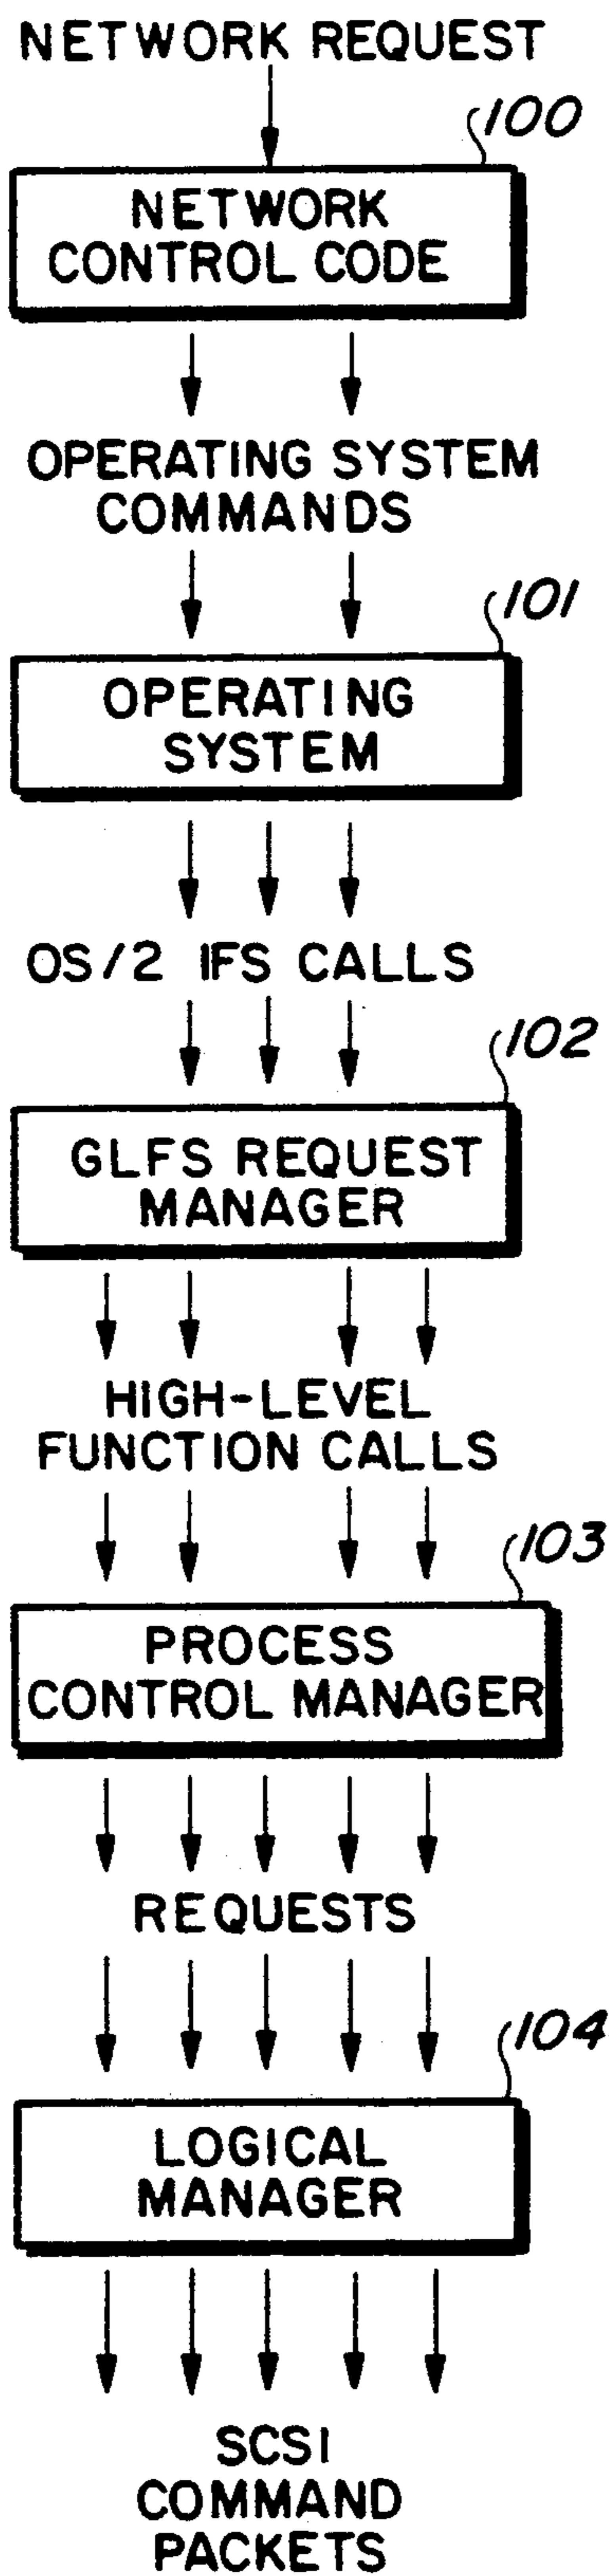 NETWORK REQUEST
100
NETWORK
CONTROL CODE
OPERATING SYSTEM
COMMANDS
101
OPERATING
SYSTEM
OS/2 IFS CALLS
102
GLFS REQUEST
MANAGER
HIGH-LEVEL
FUNCTION CALLS
103
PROCESS
CONTROL MANAGER
REQUESTS
104
LOGICAL
MANAGER
SCSI
COMMAND
PACKETS